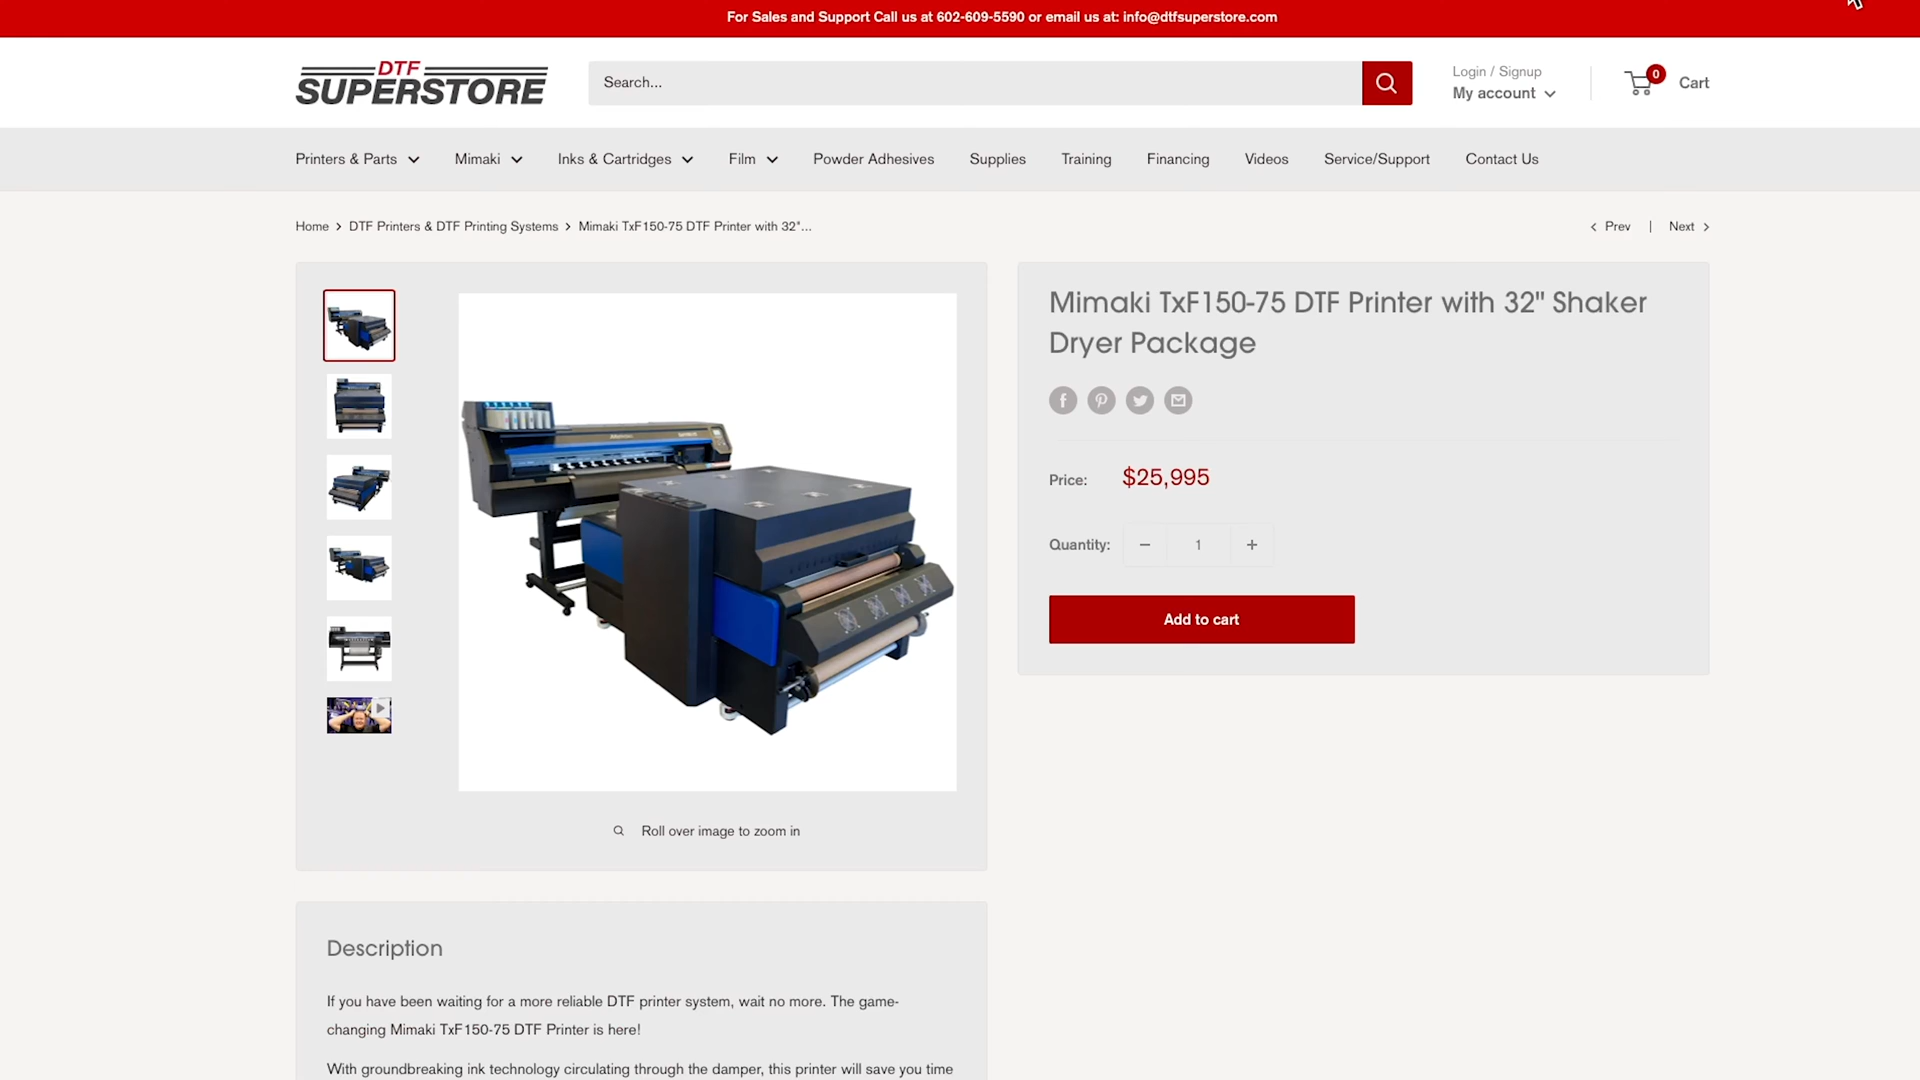 For Sales and Support Call us at 602-609-5590 or email us at: info@dtfsuperstore.com
DTF
SUPERSTORE
Search...
Login / Signup
My account
0
Cart
Printers & Parts
Mimaki
Inks & Cartridges
Film
Powder Adhesives
Supplies
Training
Financing
Videos
Service/Support
Contact Us
Home
DTF Printers & DTF Printing Systems
Mimaki TxF150-75 DTF Printer with 32"...
Prev
|
Next
Mimaki TxF150-75 DTF Printer with 32" Shaker
Dryer Package
Price:
$25,995
Quantity:
1
Add to cart
Roll over image to zoom in
Description
If you have been waiting for a more reliable DTF printer system, wait no more. The game-
changing Mimaki TxF150-75 DTF Printer is here!
With groundbreaking ink technology circulating through the damper, this printer will save you time